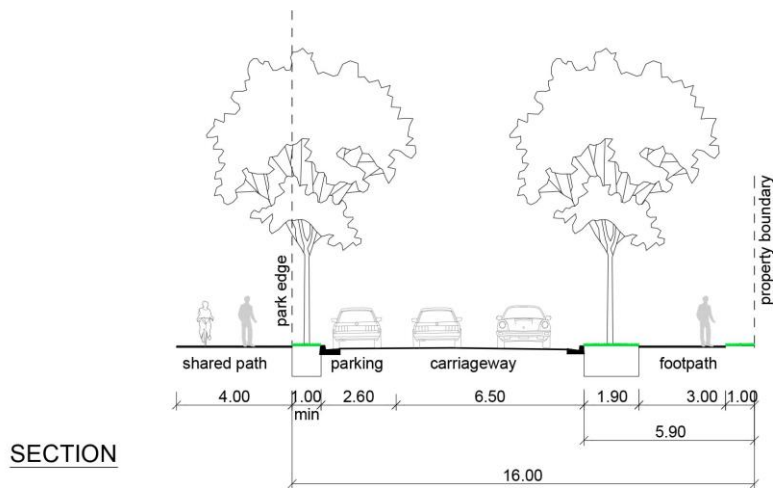 park edge
property boundary
shared path
parking
carriageway
footpath
4.00
1.00
2.60
6.50
1.90
3.00
1.00
min
5.90
SECTION
16.00